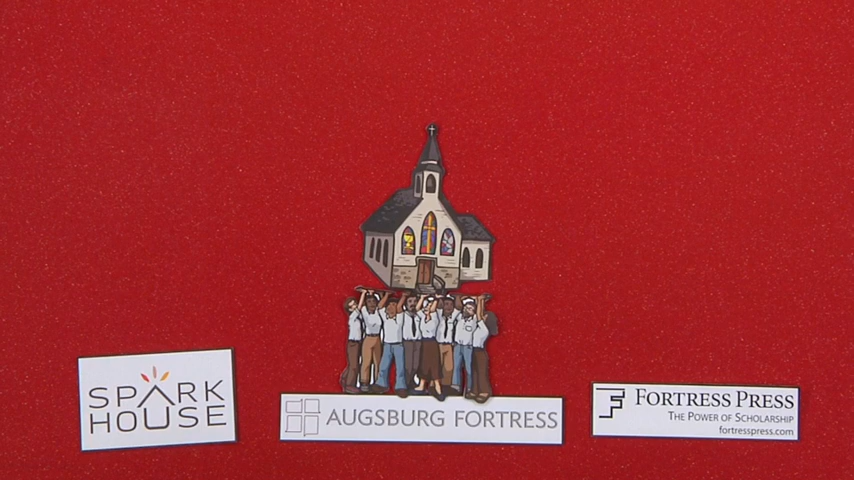 SPARK
HOUSE
AUGSBURG FORTRESS
FORTRESS PRESS
THE POWER OF SCHOLARSHIP
fortresspress.com